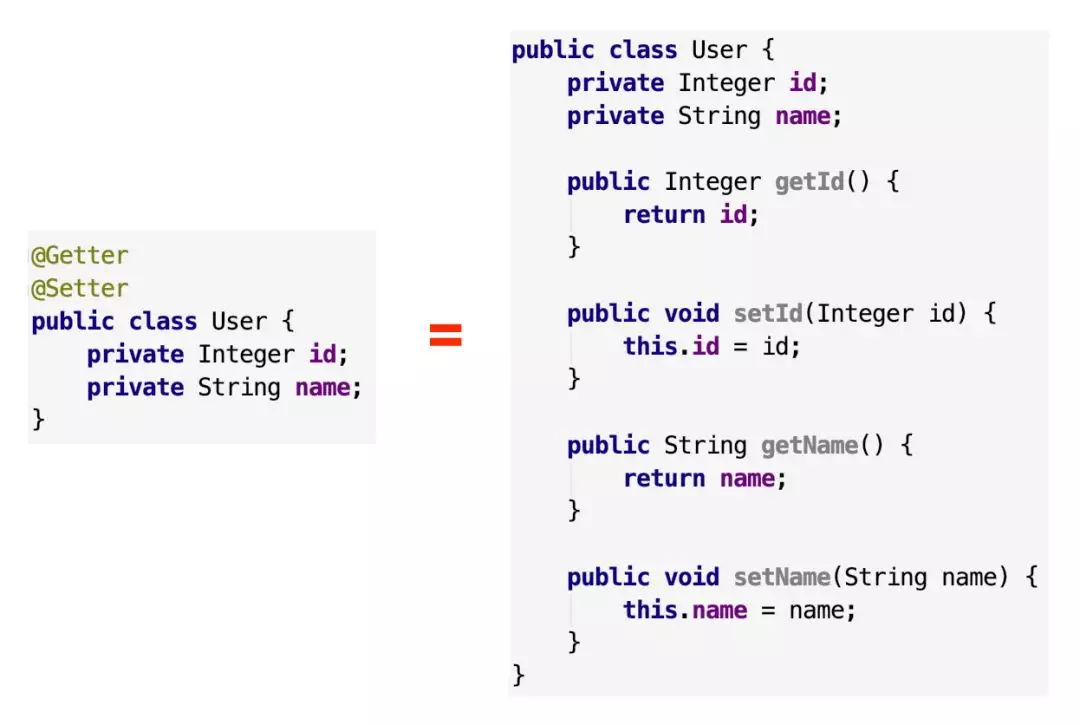 @Getter
@Setter
public class User {
    private Integer id;
    private String name;
}
=
public class User {
    private Integer id;
    private String name;

    public Integer getId() {
        return id;
    }

    public void setId(Integer id) {
        this.id = id;
    }

    public String getName() {
        return name;
    }

    public void setName(String name) {
        this.name = name;
    }
}